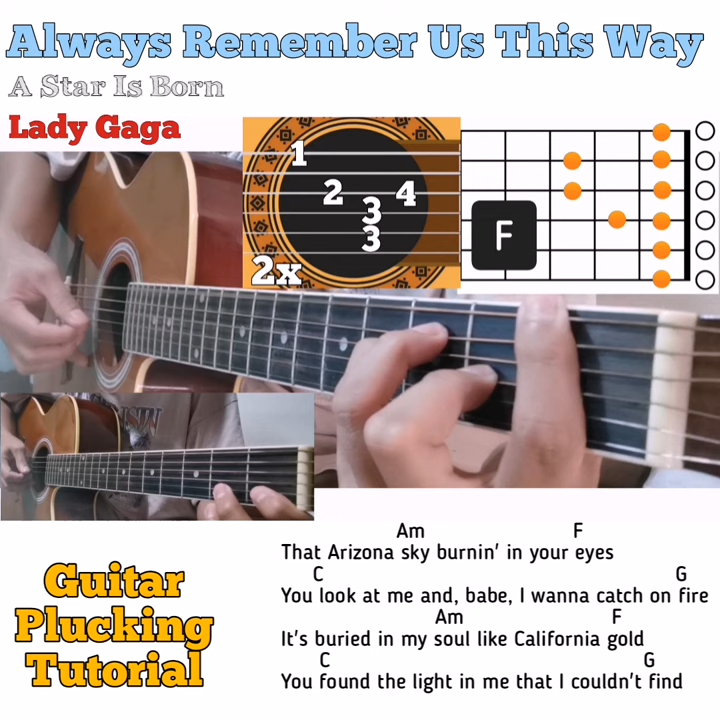 Always Remember Us This Way
A Star Is Born
Lady Gaga
1
2 4
3
3
2x
F
Guitar
Plucking
Tutorial
Am F
That Arizona sky burnin' in your eyes
C G
You look at me and, babe, I wanna catch on fire
Am F
It's buried in my soul like California gold
C G
You found the light in me that I couldn't find